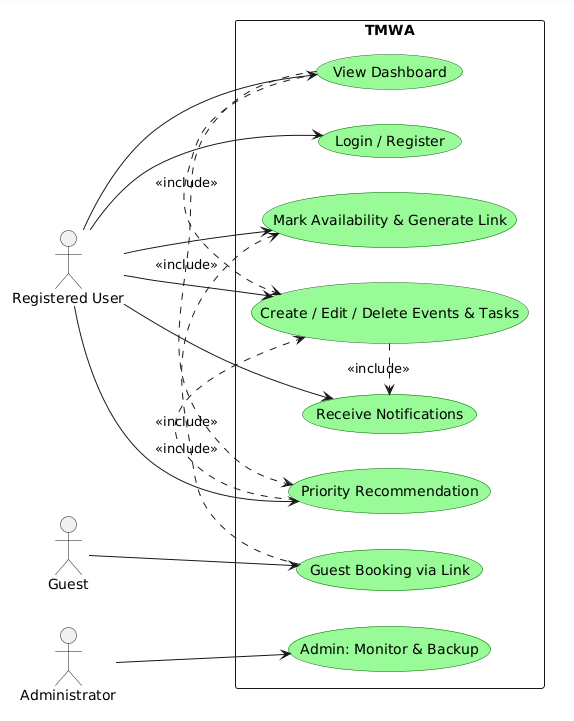 TMWA
View Dashboard
Login / Register
«include»
Mark Availability & Generate Link
«include»
Registered User
Create / Edit / Delete Events & Tasks
«include»
Receive Notifications
«include»
«include»
Priority Recommendation
Guest Booking via Link
Guest
Admin: Monitor & Backup
Administrator